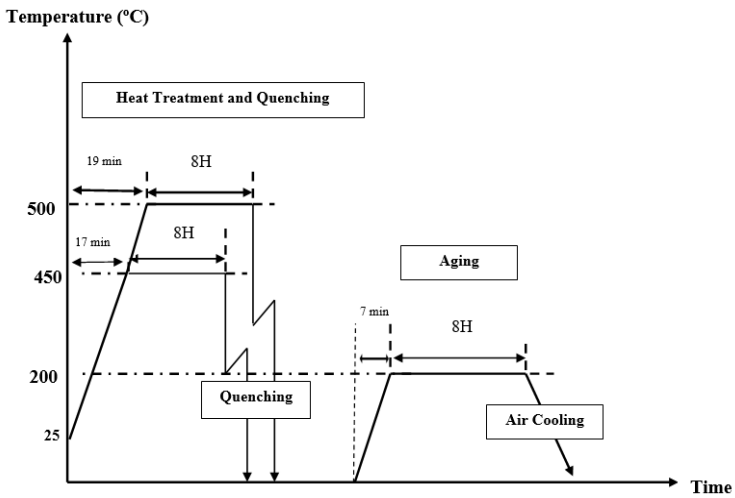 Temperature (ºC)
Heat Treatment and Quenching
19 min
8H
500
17 min
8H
450
Aging
7 min
8H
200
Quenching
Air Cooling
25
Time